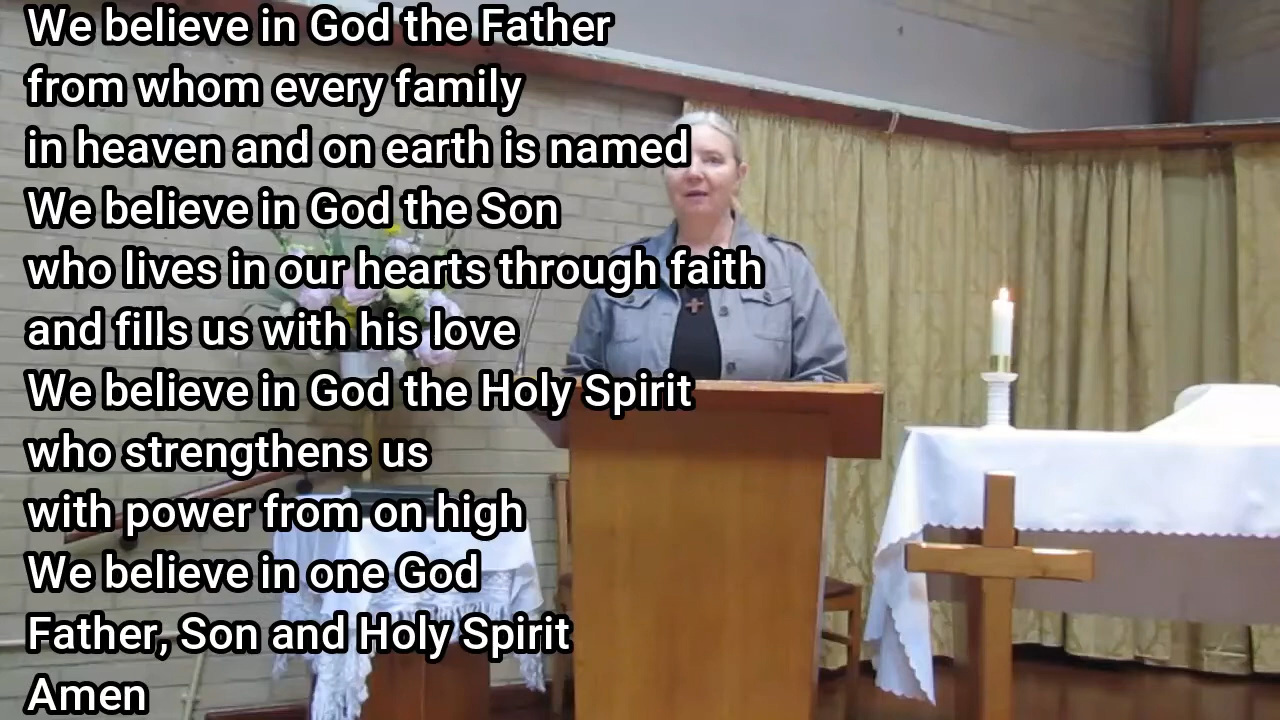 We believe in God the Father
from whom every family
in heaven and on earth is named
We believe in God the Son
who lives in our hearts through faith
and fills us with his love
We believe in God the Holy Spirit
who strengthens us
with power from on high
We believe in one God
Father, Son and Holy Spirit
Amen